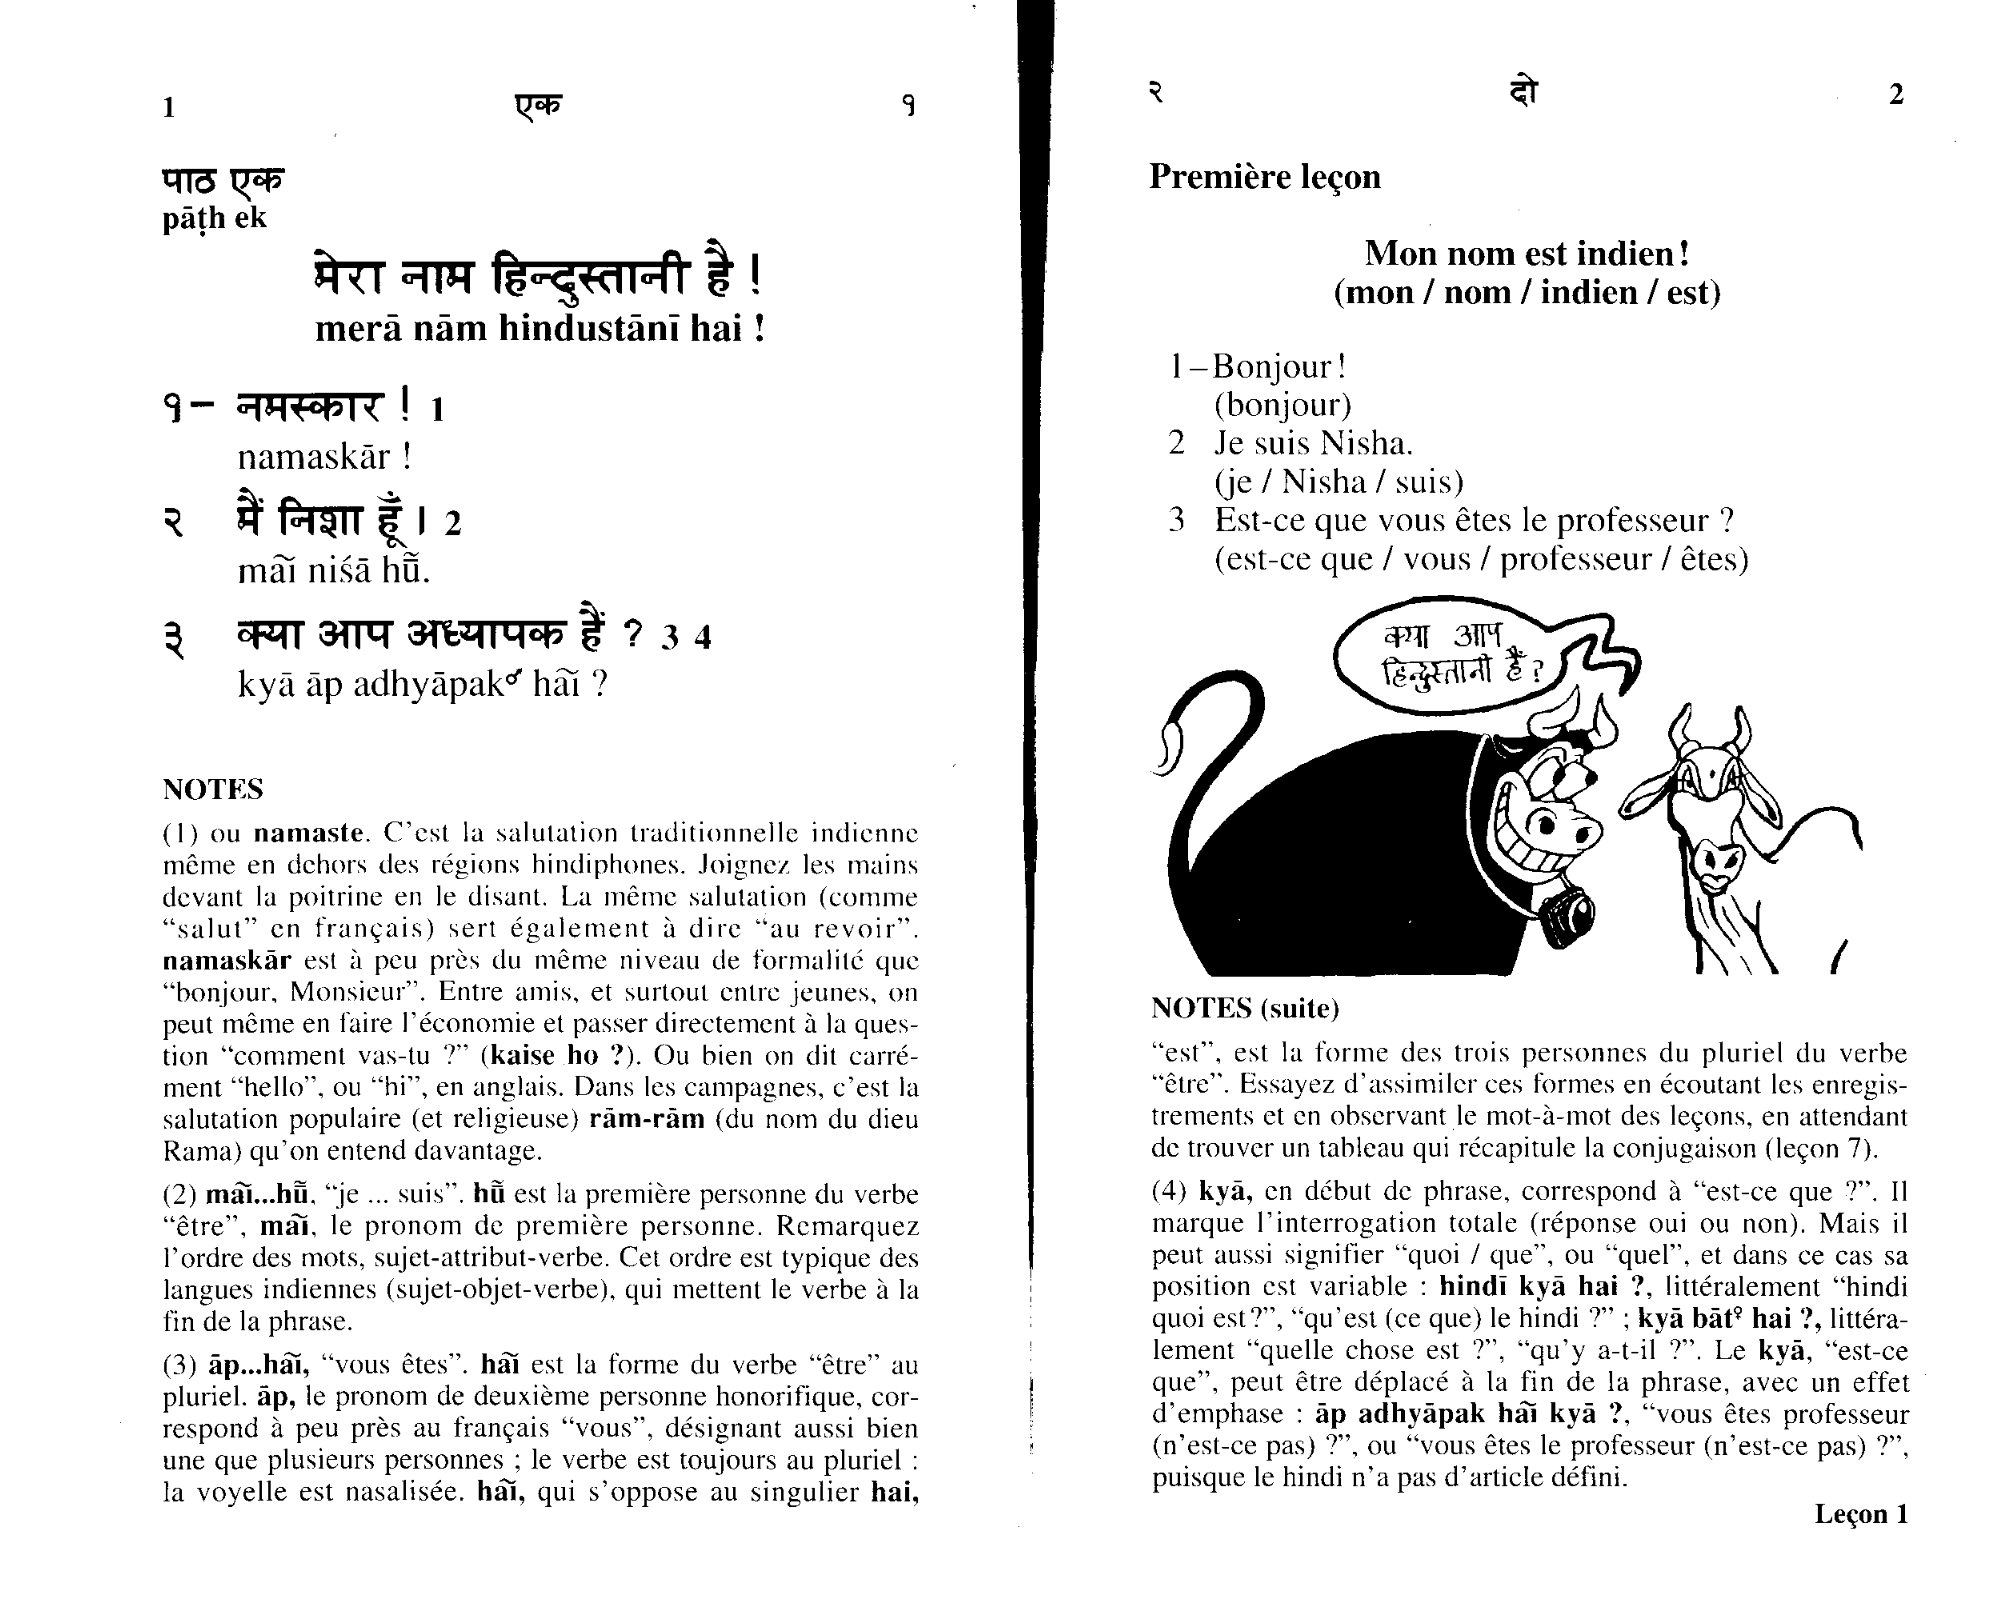 1 एक १
पाठ एक
pāṭh ek
मेरा नाम हिन्दुस्तानी है !
merā nām hindustānī hai !
१– नमस्कार ! 1
namaskār !
२ मैं निशा हूँ । 2
maĩ niśā hū̃.
३ क्या आप अध्यापक हैं ? 3 4
kyā āp adhyāpak♂ haĩ ?
NOTES
(1) ou namaste. C’est la salutation traditionnelle indienne
même en dehors des régions hindiphones. Joignez les mains
devant la poitrine en le disant. La même salutation (comme
“salut” en français) sert également à dire “au revoir”.
namaskār est à peu près du même niveau de formalité que
“bonjour, Monsieur”. Entre amis, et surtout entre jeunes, on
peut même en faire l’économie et passer directement à la ques-
tion “comment vas-tu ?” (kaise ho ?). Ou bien on dit carré-
ment “hello”, ou “hi”, en anglais. Dans les campagnes, c’est la
salutation populaire (et religieuse) rām-rām (du nom du dieu
Rama) qu’on entend davantage.
(2) maĩ...hū̃, “je ... suis”. hū̃ est la première personne du verbe
“être”, maĩ, le pronom de première personne. Remarquez
l’ordre des mots, sujet-attribut-verbe. Cet ordre est typique des
langues indiennes (sujet-objet-verbe), qui mettent le verbe à la
fin de la phrase.
(3) āp...haĩ, “vous êtes”. haĩ est la forme du verbe “être” au
pluriel. āp, le pronom de deuxième personne honorifique, cor-
respond à peu près au français “vous”, désignant aussi bien
une que plusieurs personnes ; le verbe est toujours au pluriel :
la voyelle est nasalisée. haĩ, qui s’oppose au singulier hai,
२ दो 2
Première leçon
Mon nom est indien !
(mon / nom / indien / est)
1 – Bonjour !
(bonjour)
2 Je suis Nisha.
(je / Nisha / suis)
3 Est-ce que vous êtes le professeur ?
(est-ce que / vous / professeur / êtes)
क्या आप
हिन्दुस्तानी हैं ?
NOTES (suite)
“est”, est la forme des trois personnes du pluriel du verbe
“être”. Essayez d’assimiler ces formes en écoutant les enregis-
trements et en observant le mot-à-mot des leçons, en attendant
de trouver un tableau qui récapitule la conjugaison (leçon 7).
(4) kyā, en début de phrase, correspond à “est-ce que ?”. Il
marque l’interrogation totale (réponse oui ou non). Mais il
peut aussi signifier “quoi / que”, ou “quel”, et dans ce cas sa
position est variable : hindī kyā hai ?, littéralement “hindi
quoi est ?”, “qu’est (ce que) le hindi ?” ; kyā bāt♀ hai ?, littéra-
lement “quelle chose est ?”, “qu’y a-t-il ?”. Le kyā, “est-ce
que”, peut être déplacé à la fin de la phrase, avec un effet
d’emphase : āp adhyāpak haĩ kyā ?, “vous êtes professeur
(n’est-ce pas) ?”, ou “vous êtes le professeur (n’est-ce pas) ?”,
puisque le hindi n’a pas d’article défini.
Leçon 1